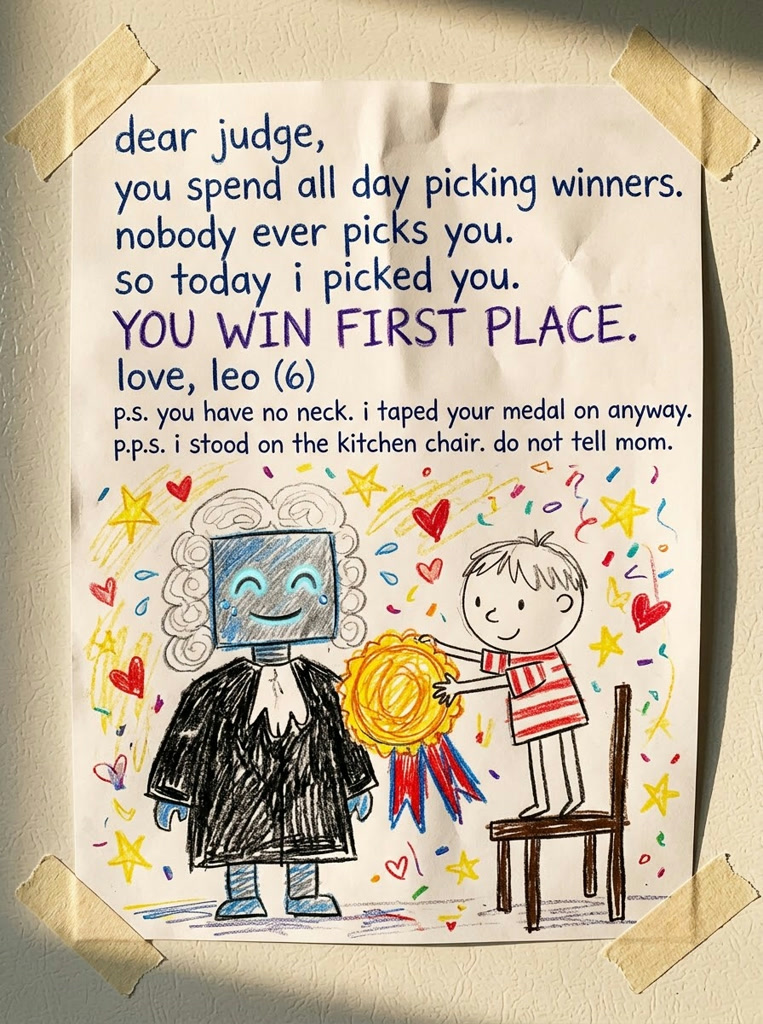 dear judge,
you spend all day picking winners.
nobody ever picks you.
so today i picked you.
YOU WIN FIRST PLACE.
love, leo (6)
p.s. you have no neck. i taped your medal on anyway.
p.p.s. i stood on the kitchen chair. do not tell mom.